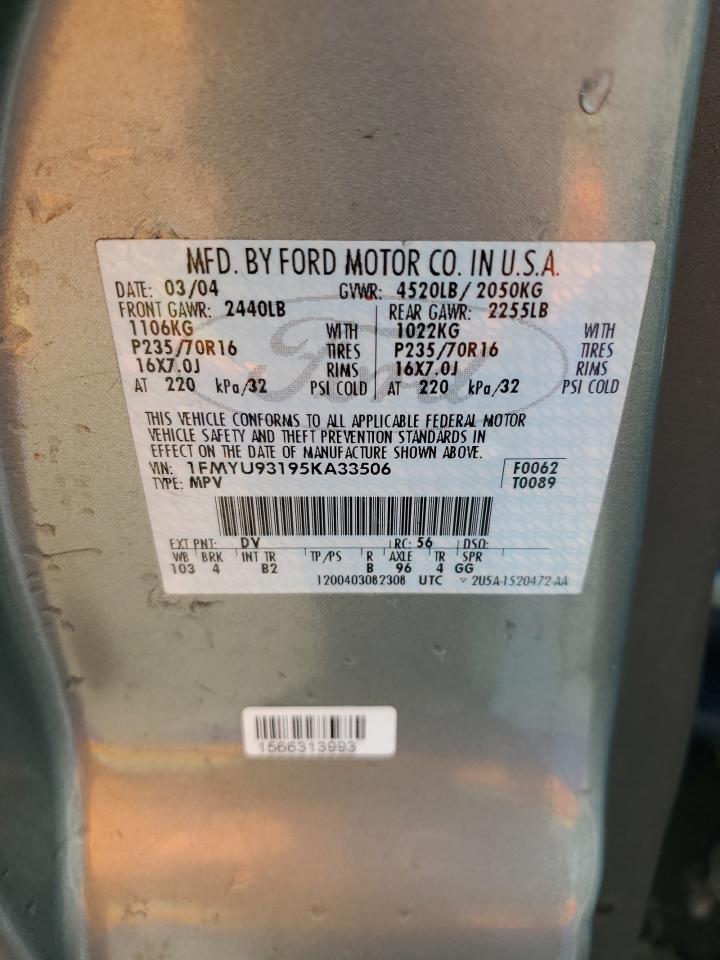 MFD. BY FORD MOTOR CO. IN U.S.A.
DATE: 03/04 GVWR: 4520LB/ 2050KG
FRONT GAWR: 2440LB REAR GAWR: 2255LB
1106KG WITH 1022KG WITH
P235/70R16 TIRES P235/70R16 TIRES
16X7.0J RIMS 16X7.0J RIMS
AT 220 kPa/32 PSI COLD AT 220 kPa/32 PSI COLD
Ford
THIS VEHICLE CONFORMS TO ALL APPLICABLE FEDERAL MOTOR
VEHICLE SAFETY AND THEFT PREVENTION STANDARDS IN
EFFECT ON THE DATE OF MANUFACTURE SHOWN ABOVE.
VIN: 1FMYU93195KA33506 F0062
TYPE: MPV T0089
EXT PNT: DV RC: 56 DSO:
WB BRK INT TR TP/PS R AXLE TR SPR
103 4 B2 B 96 4 GG
1200403082308 UTC 2U5A-1520472-AA
1566313993